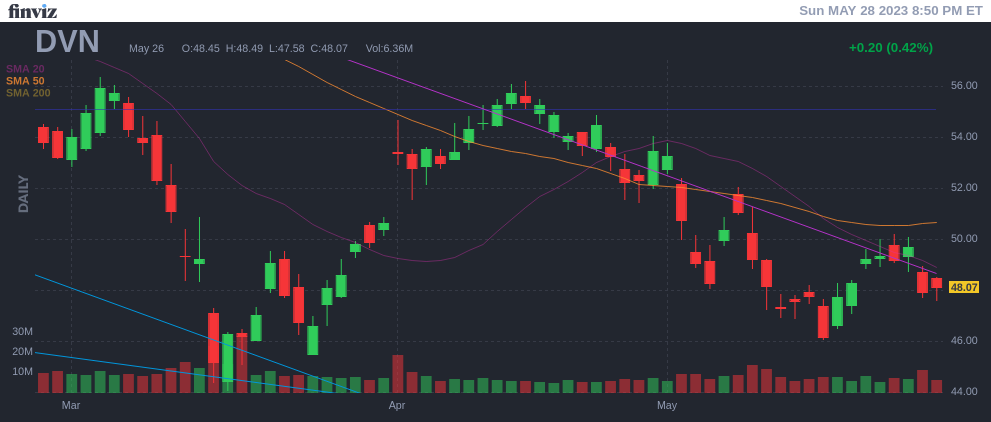 finviz
Sun MAY 28 2023 8:50 PM ET
DVN
May 26 O:48.45 H:48.49 L:47.58 C:48.07 Vol:6.36M
+0.20 (0.42%)
SMA 20
SMA 50
SMA 200
DAILY
56.00
54.00
52.00
50.00
48.07
46.00
44.00
30M
20M
10M
Mar
Apr
May